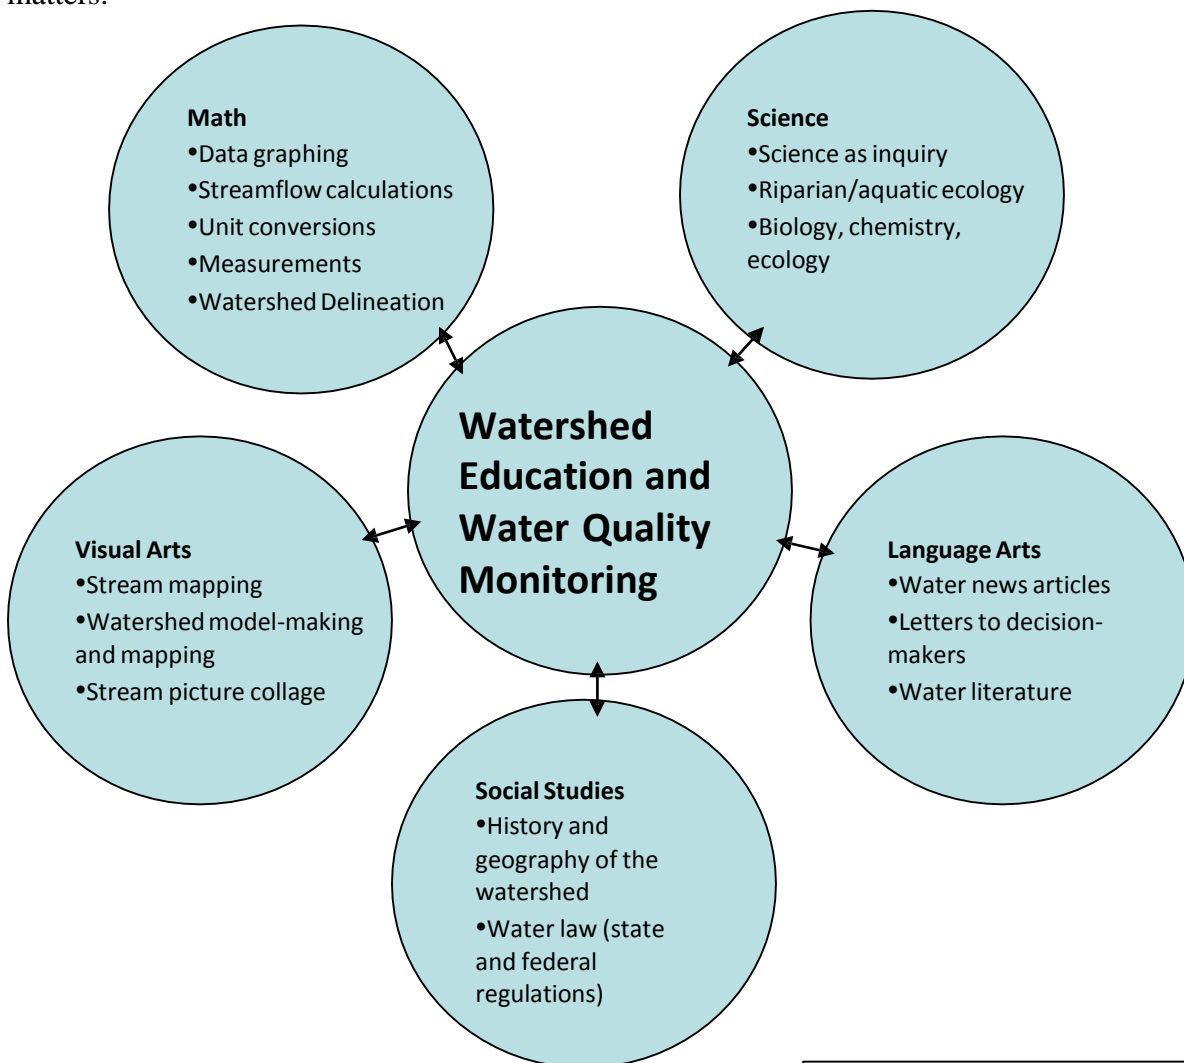 matters.
Math
•Data graphing
•Streamflow calculations
•Unit conversions
•Measurements
•Watershed Delineation
Science
•Science as inquiry
•Riparian/aquatic ecology
•Biology, chemistry,
ecology
Watershed
Education and
Water Quality
Monitoring
Visual Arts
•Stream mapping
•Watershed model-making
and mapping
•Stream picture collage
Language Arts
•Water news articles
•Letters to decision-
makers
•Water literature
Social Studies
•History and
geography of the
watershed
•Water law (state
and federal
regulations)